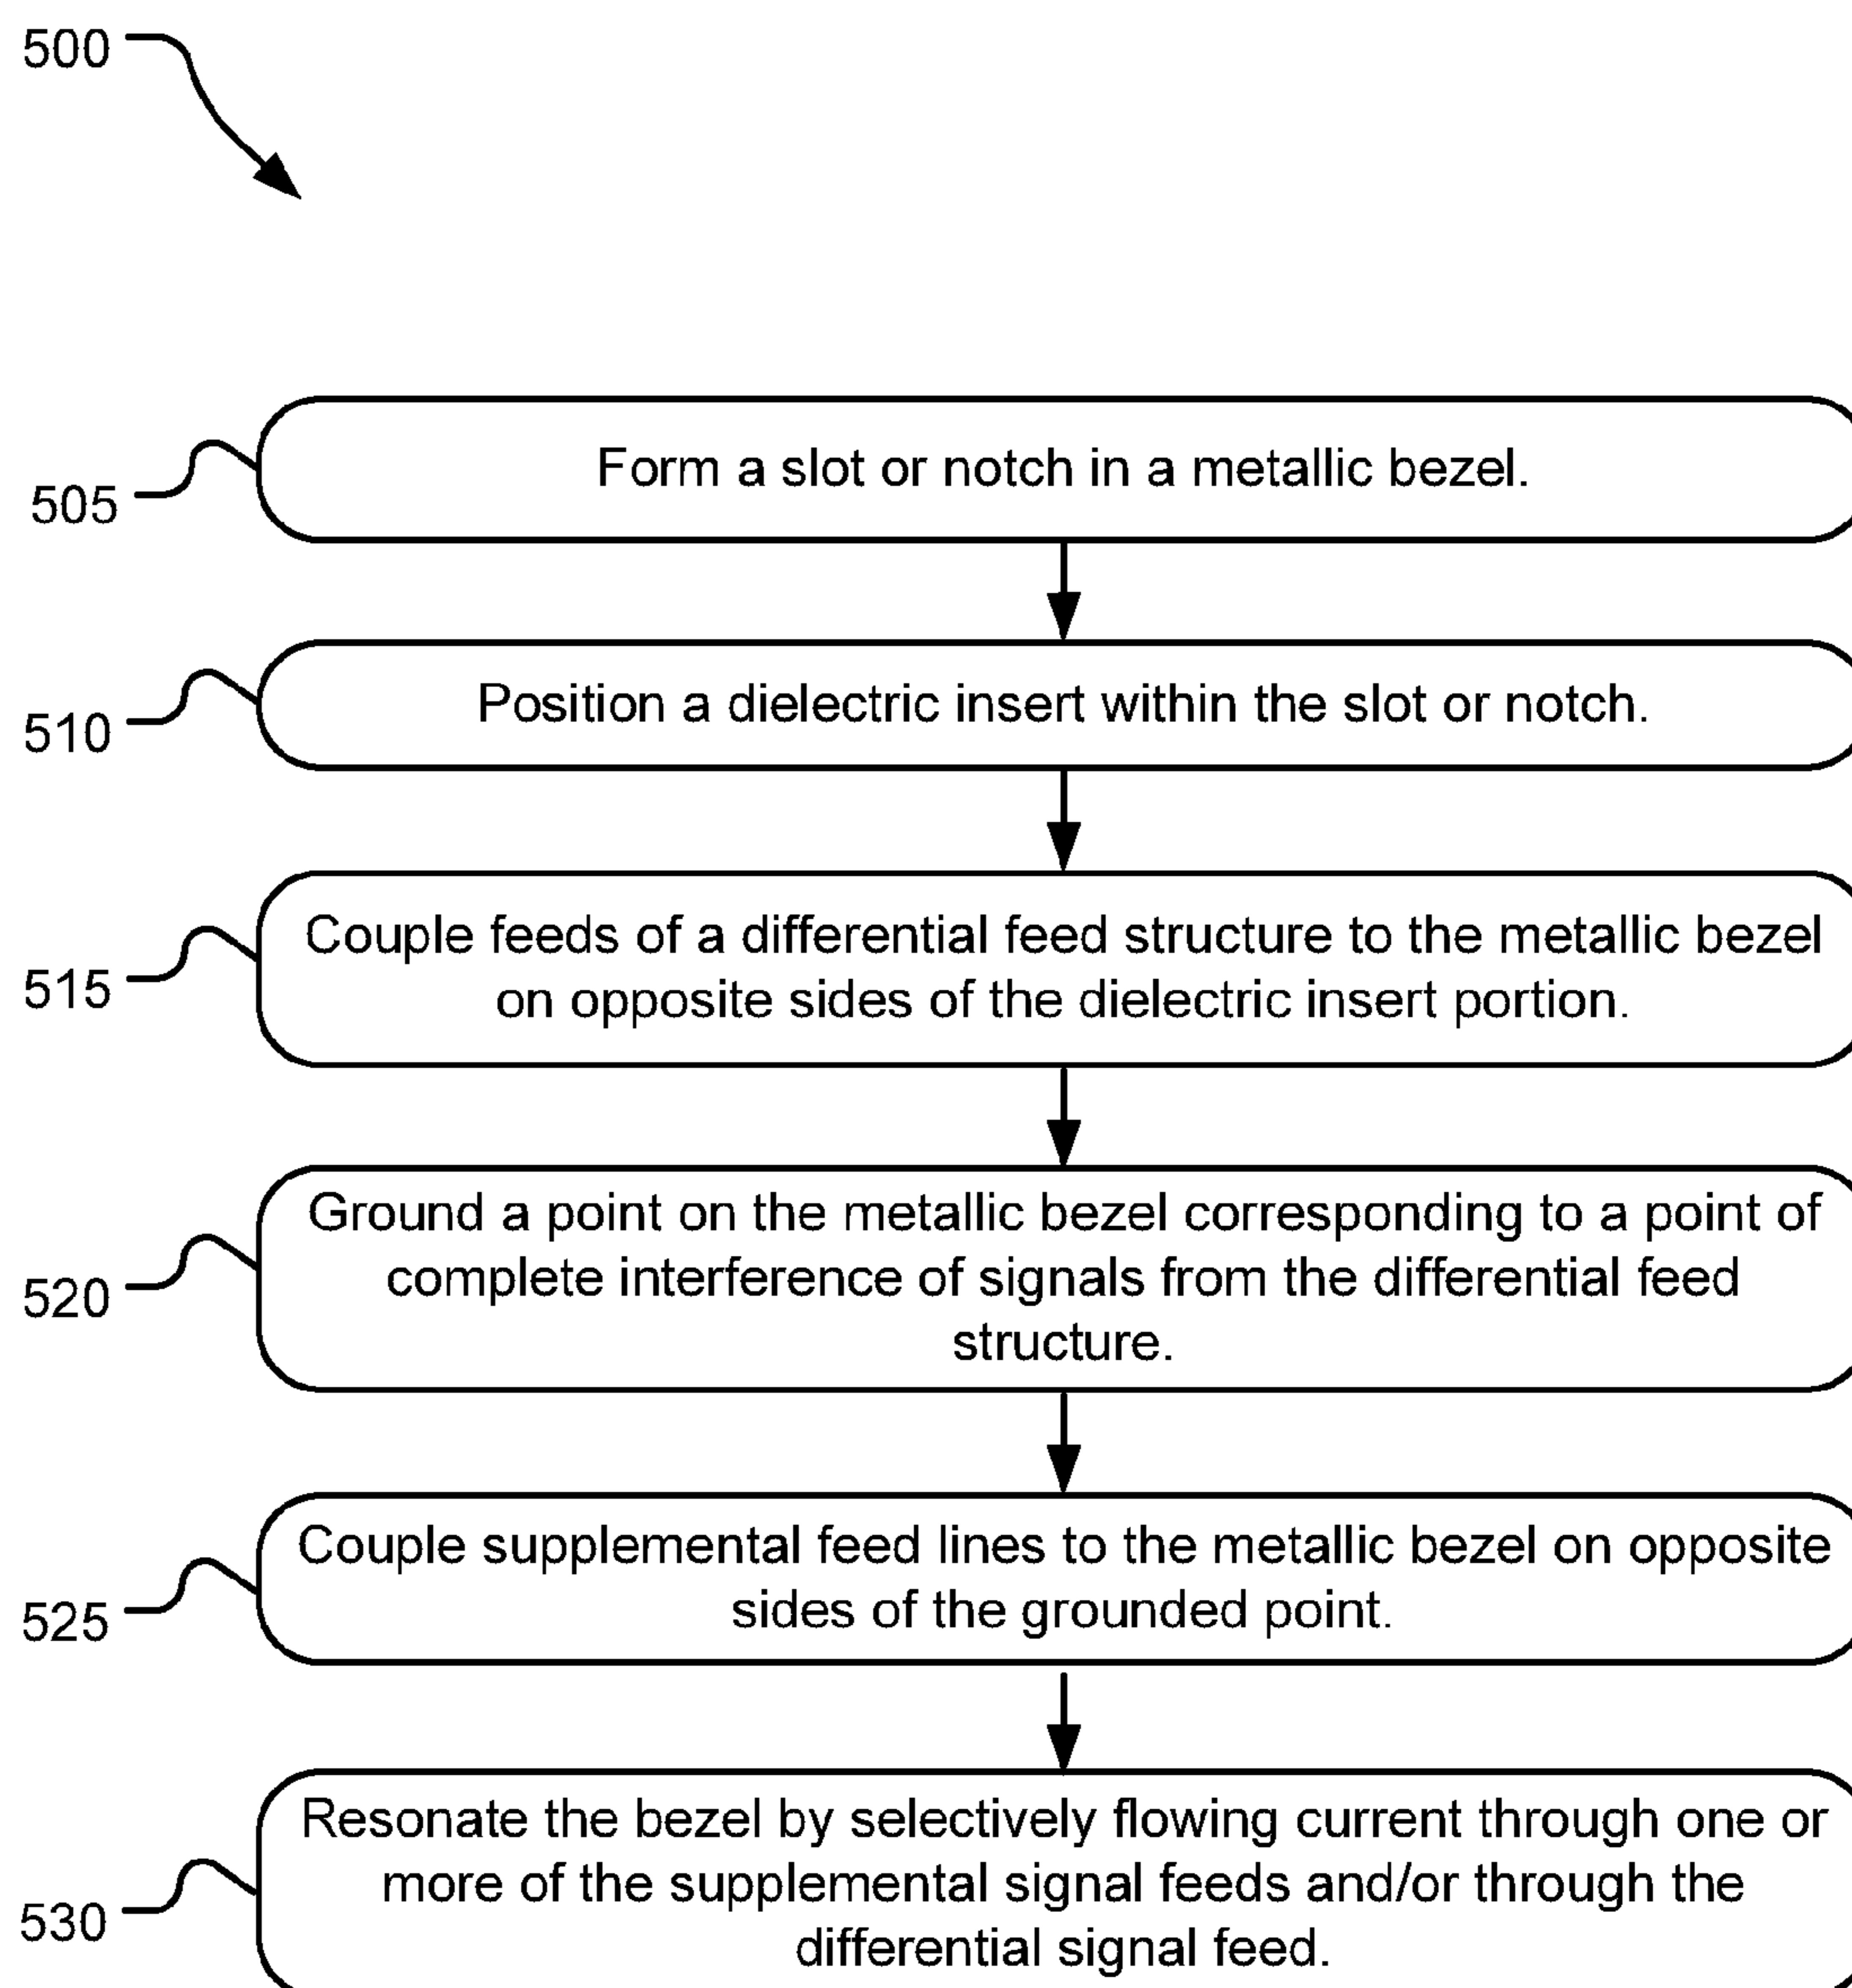 500
505
Form a slot or notch in a metallic bezel.
510
Position a dielectric insert within the slot or notch.
515
Couple feeds of a differential feed structure to the metallic bezel
on opposite sides of the dielectric insert portion.
520
Ground a point on the metallic bezel corresponding to a point of
complete interference of signals from the differential feed
structure.
525
Couple supplemental feed lines to the metallic bezel on opposite
sides of the grounded point.
530
Resonate the bezel by selectively flowing current through one or
more of the supplemental signal feeds and/or through the
differential signal feed.